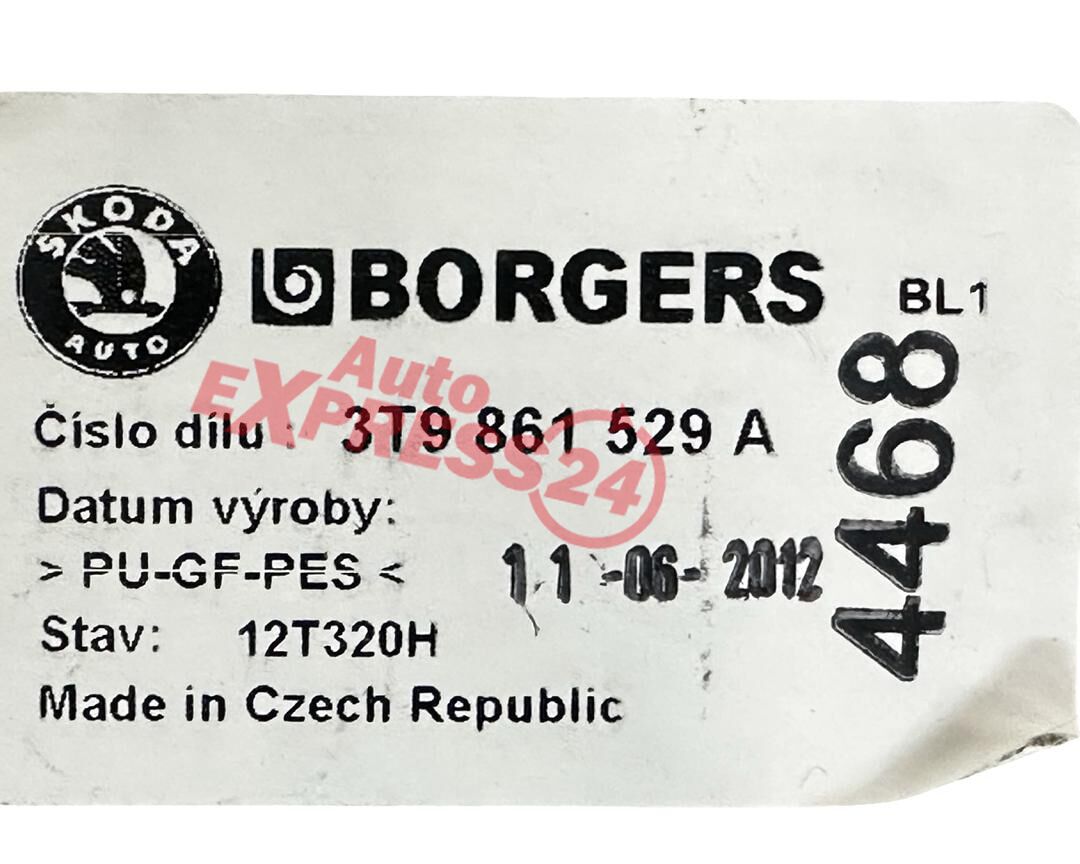 ŠKODA
AUTO
BORGERS
BL1
Auto
EXPRESS24
Číslo dílu : 3T9 861 529 A
Datum výroby:
> PU-GF-PES <
11 -06- 2012
Stav: 12T320H
Made in Czech Republic
4468